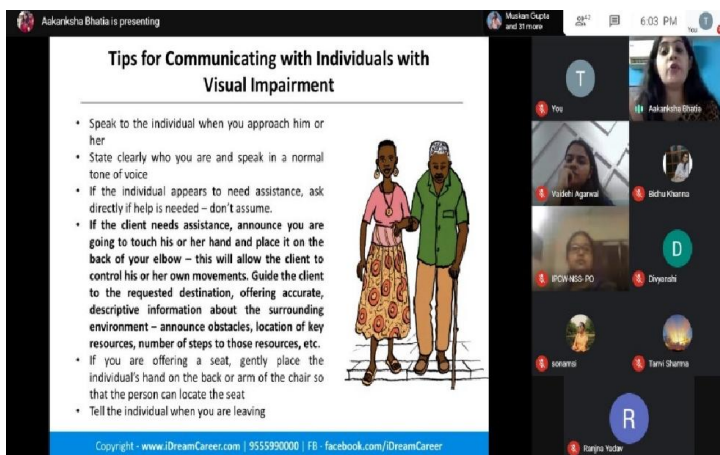 Aakanksha Bhatia is presenting
Muskan Gupta
and 31 more
42
6:03 PM
You
T
Tips for Communicating with Individuals with
Visual Impairment
• Speak to the individual when you approach him or
her
• State clearly who you are and speak in a normal
tone of voice
• If the individual appears to need assistance, ask
directly if help is needed – don't assume.
• If the client needs assistance, announce you are
going to touch his or her hand and place it on the
back of your elbow – this will allow the client to
control his or her own movements. Guide the client
to the requested destination, offering accurate,
descriptive information about the surrounding
environment – announce obstacles, location of key
resources, number of steps to those resources, etc.
• If you are offering a seat, gently place the
individual's hand on the back or arm of the chair so
that the person can locate the seat
• Tell the individual when you are leaving
Copyright - www.iDreamCareer.com | 9555990000 | FB - facebook.com/iDreamCareer
T
You
Aakanksha Bhatia
Vaidehi Agarwal
Bidhu Khanna
IPCW-NSS-PO
D
Divyanshi
sonamsi
Tanvi Sharma
R
Ranjna Yadav